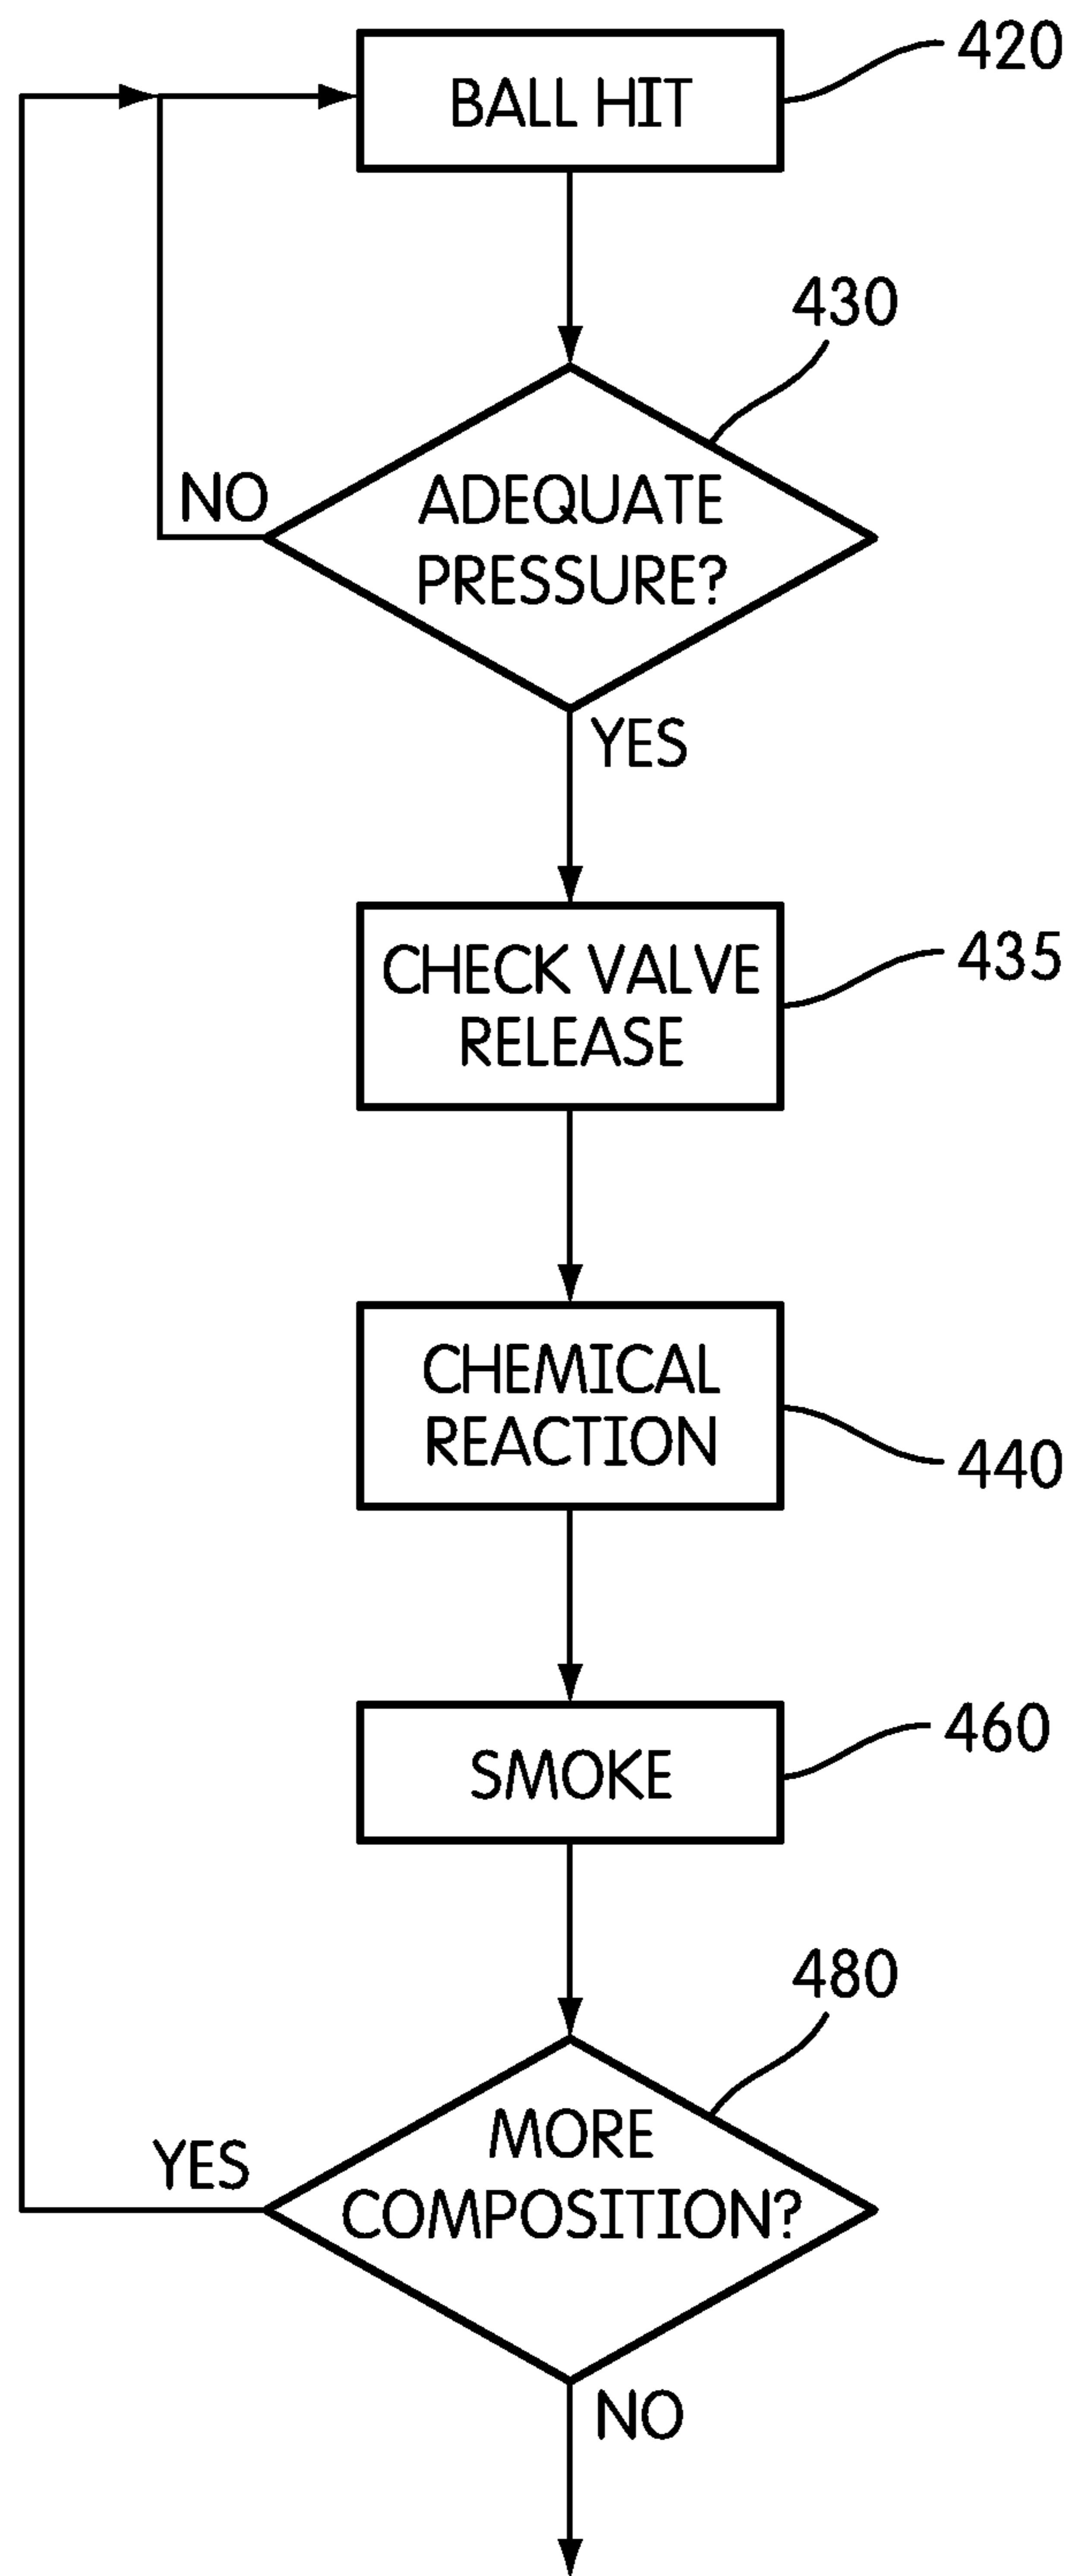 BALL HIT
420
430
ADEQUATE
PRESSURE?
NO
YES
CHECK VALVE
RELEASE
435
CHEMICAL
REACTION
440
SMOKE
460
480
MORE
COMPOSITION?
YES
NO